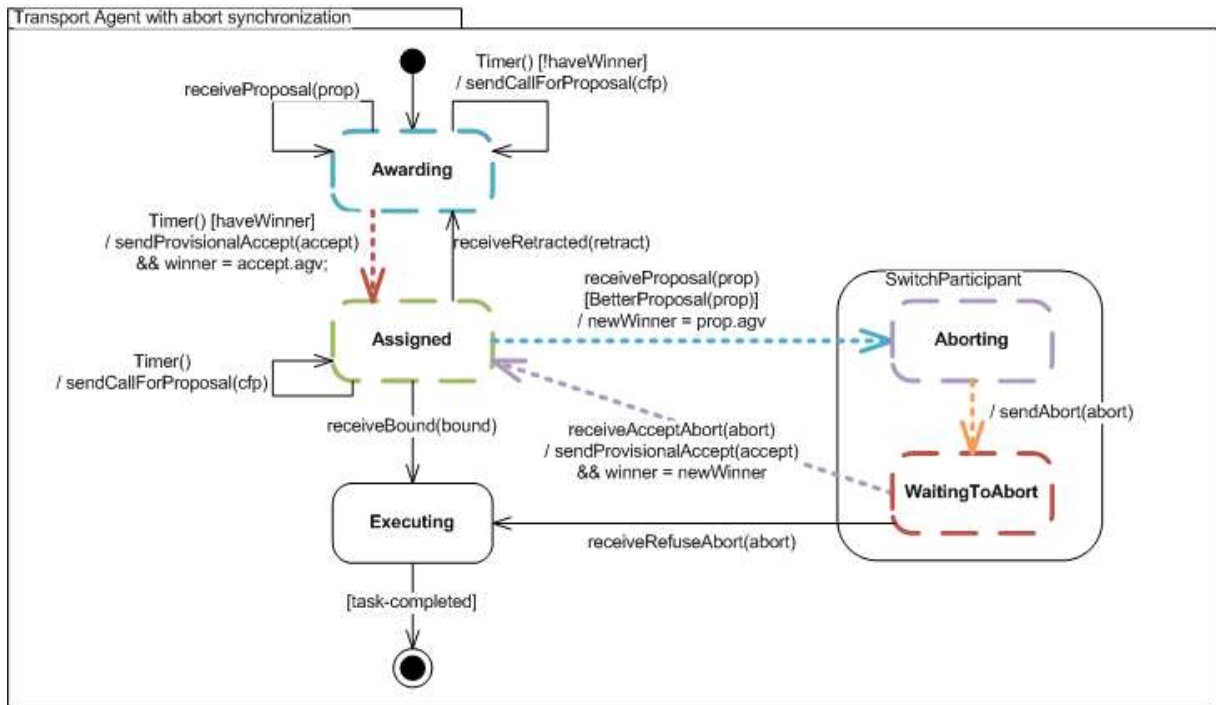 Transport Agent with abort synchronization
Timer() [!haveWinner]
/ sendCallForProposal(cfp)
receiveProposal(prop)
Awarding
Timer() [haveWinner]
/ sendProvisionalAccept(accept)
&& winner = accept.agv;
receiveRetracted(retract)
receiveProposal(prop)
[BetterProposal(prop)]
/ newWinner = prop.agv
SwitchParticipant
Assigned
Aborting
Timer()
/ sendCallForProposal(cfp)
/ sendAbort(abort)
receiveBound(bound)
receiveAcceptAbort(abort)
/ sendProvisionalAccept(accept)
&& winner = newWinner
WaitingToAbort
Executing
receiveRefuseAbort(abort)
[task-completed]